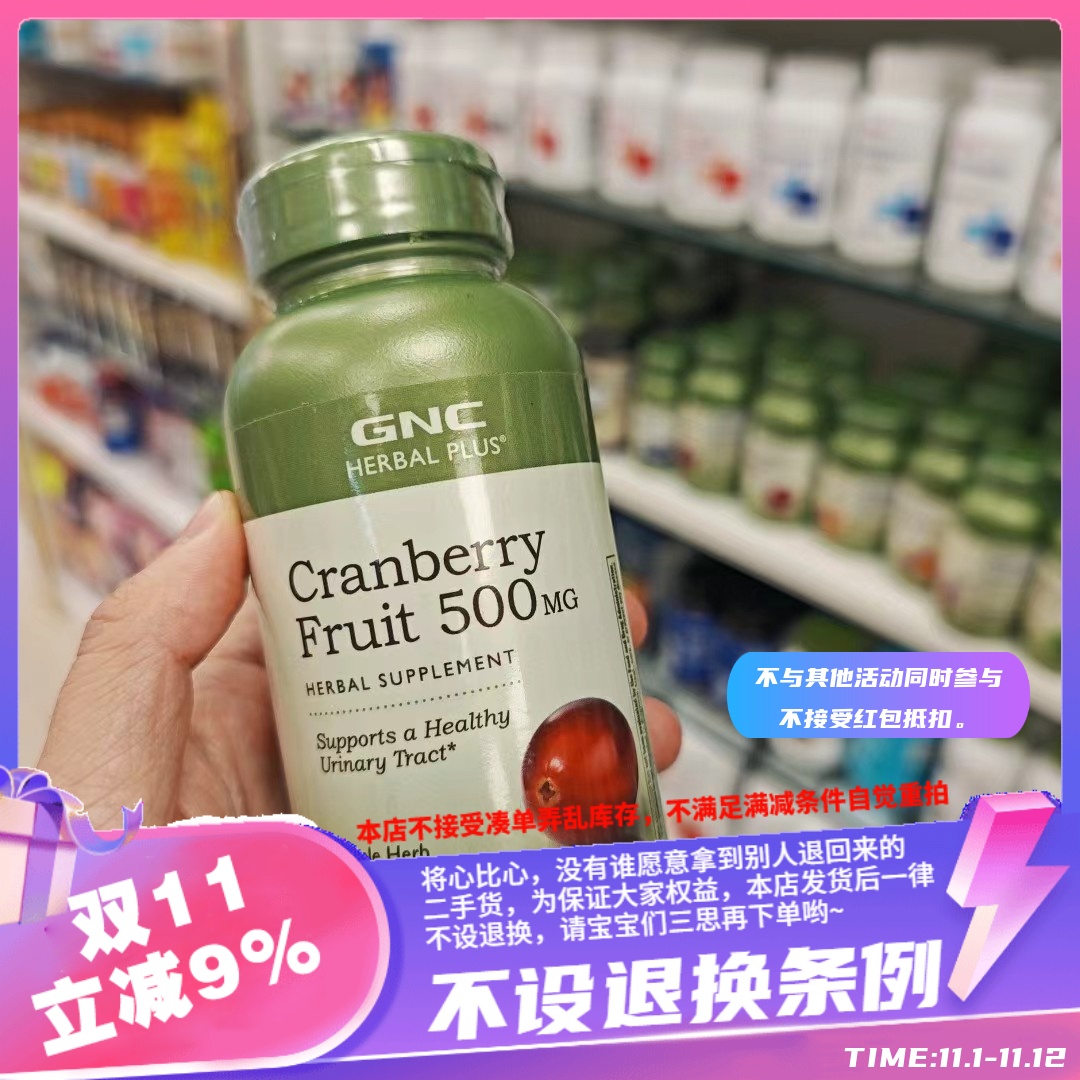 GNC
HERBAL PLUS®
Cranberry
Fruit 500MG
HERBAL SUPPLEMENT
Supports a Healthy
Urinary Tract*
不与其他活动同时参与
不接受红包抵扣。
本店不接受凑单弄乱库存，不满足满减条件自觉重拍
Herb
将心比心，没有谁愿意拿到别人退回来的
二手货，为保证大家权益，本店发货后一律
不设退换，请宝宝们三思再下单哟~
双11
立减9%
不设退换条例
TIME:11.1-11.12